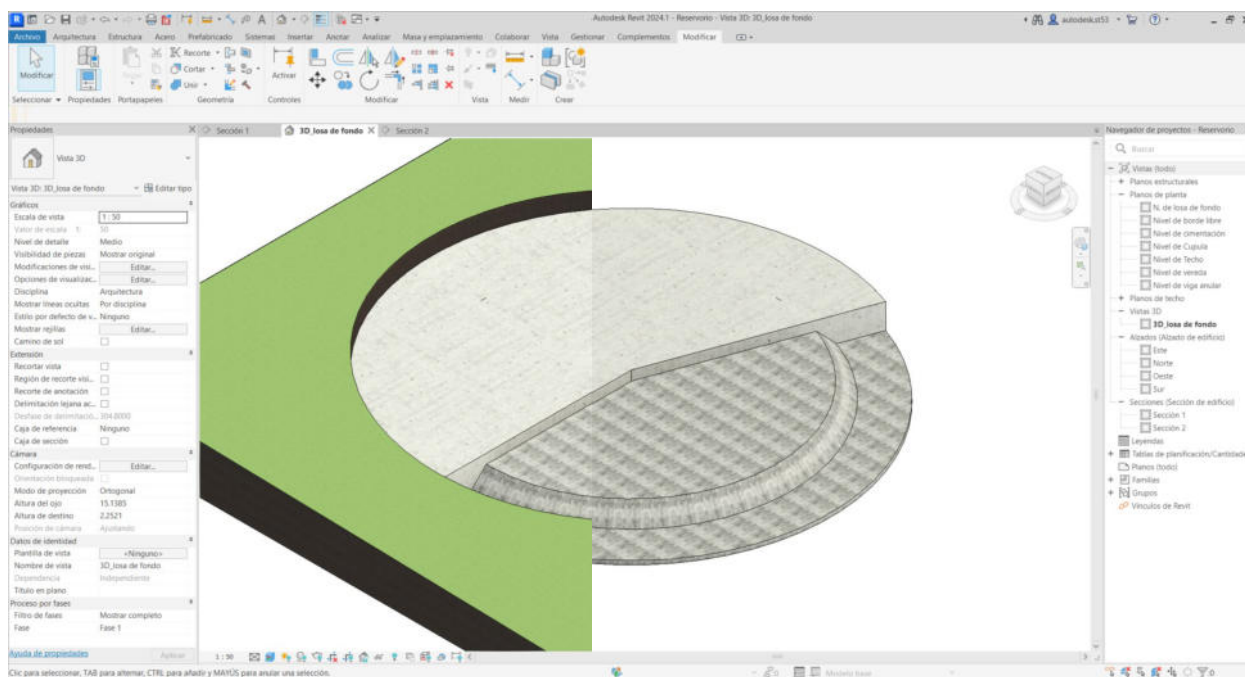 Autodesk Revit 2024.1 - Reservorio - Vista 3D: 3D_losa de fondo
autodesk.st53
Archivo Arquitectura Estructura Acero Prefabricado Sistemas Insertar Anotar Analizar Masa y emplazamiento Colaborar Vista Gestionar Complementos Modificar
Modificar
Recorte
Cortar
Unir
Activar
Seleccionar Propiedades Portapapeles Geometría Controles Modificar Vista Medir Crear
Propiedades
Sección 1 3D_losa de fondo Sección 2
Navegador de proyectos - Reservorio
Vista 3D
Buscar
Vista 3D: 3D_losa de fondo Editar tipo
Gráficos
Escala de vista 1 : 50
Valor de escala 1: 50
Nivel de detalle Medio
Visibilidad de piezas Mostrar original
Modificaciones de visi... Editar...
Opciones de visualizac... Editar...
Disciplina Arquitectura
Mostrar líneas ocultas Por disciplina
Estilo por defecto de v... Ninguno
Mostrar rejillas Editar...
Camino de sol
Extensión
Recortar vista
Región de recorte visi...
Recorte de anotación
Delimitación lejana ac...
Desfase de delimitació... 304.8000
Caja de referencia Ninguno
Caja de sección
Cámara
Configuración de rend... Editar...
Orientación bloqueada
Modo de proyección Ortogonal
Altura del ojo 15.1385
Altura de destino 2.2521
Posición de cámara Ajustando
Datos de identidad
Plantilla de vista <Ninguno>
Nombre de vista 3D_losa de fondo
Dependencia Independiente
Título en plano
Proceso por fases
Filtro de fases Mostrar completo
Fase Fase 1
Ayuda de propiedades Aplicar
Vistas (todo)
Planos estructurales
Planos de planta
N. de losa de fondo
Nivel de borde libre
Nivel de cimentación
Nivel de Cupula
Nivel de Techo
Nivel de vereda
Nivel de viga anular
Planos de techo
Vistas 3D
3D_losa de fondo
Alzados (Alzado de edificio)
Este
Norte
Oeste
Sur
Secciones (Sección de edificio)
Sección 1
Sección 2
Leyendas
Tablas de planificación/Cantidade
Planos (todo)
Familias
Grupos
Vínculos de Revit
1 : 50
Clic para seleccionar, TAB para alternar, CTRL para añadir y MAYÚS para anular una selección.
Modelo base